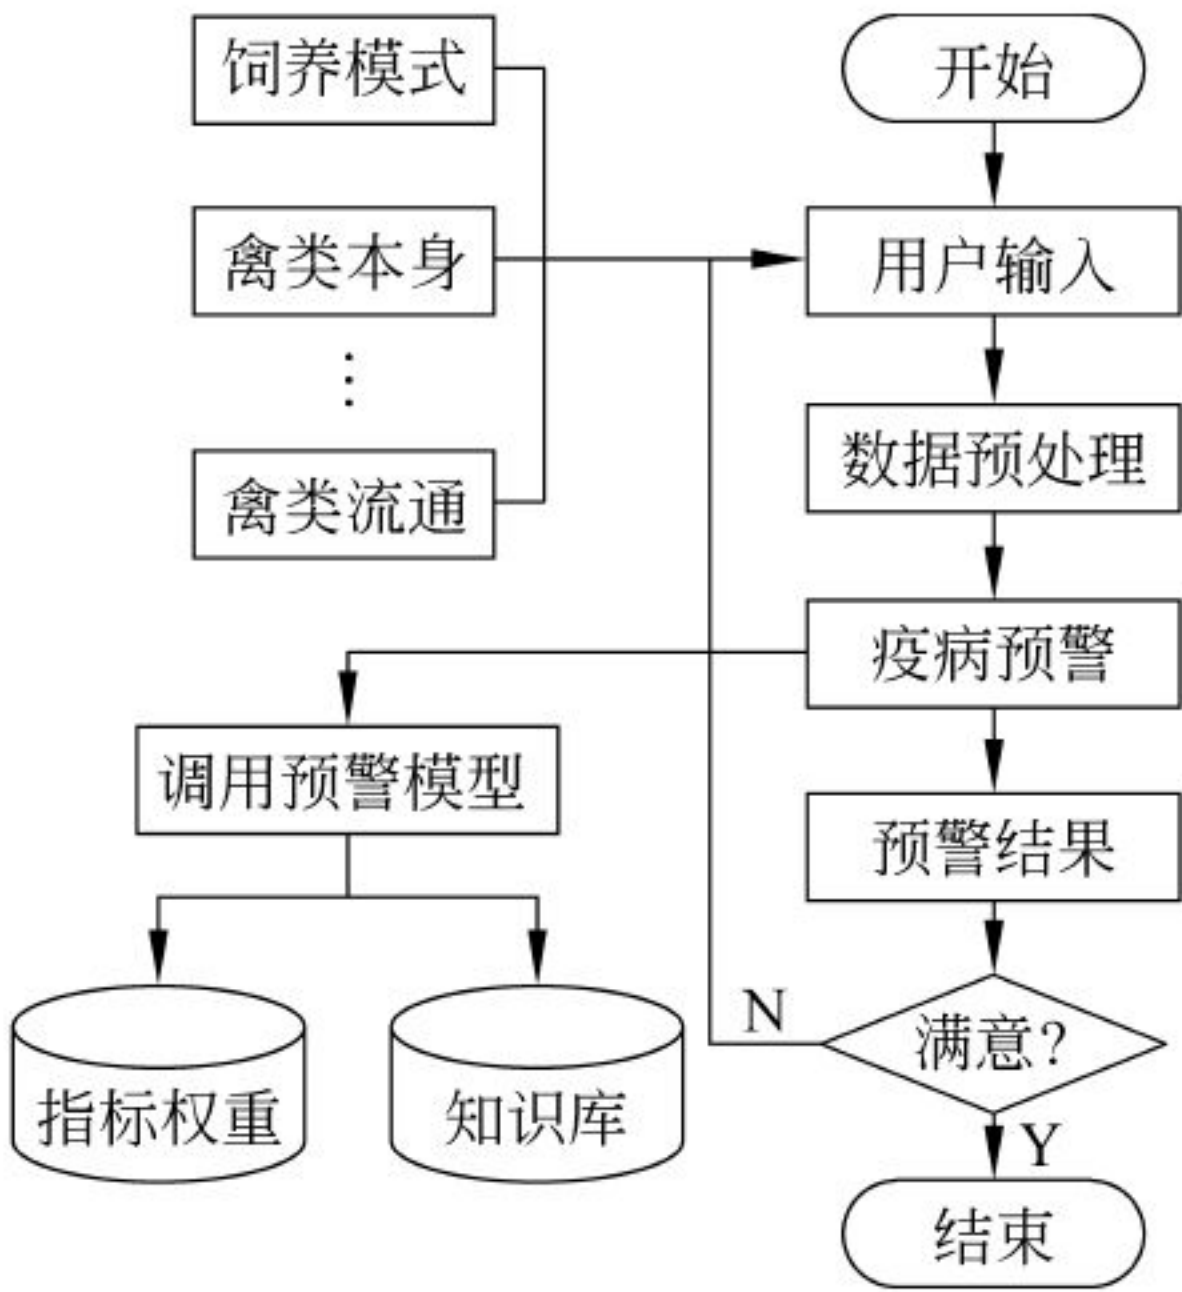 饲养模式
开始
禽类本身
用户输入
⋮
禽类流通
数据预处理
疫病预警
调用预警模型
预警结果
N
满意?
指标权重
知识库
Y
结束